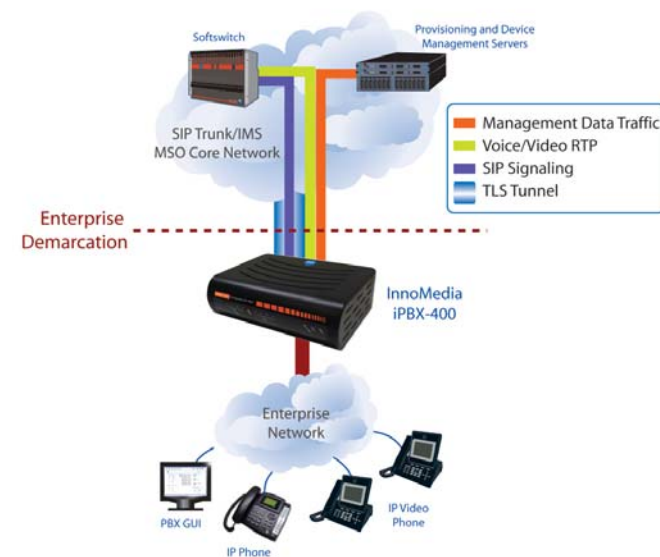 Softswitch
Provisioning and Device
Management Servers
SIP Trunk/IMS
MSO Core Network
Management Data Traffic
Voice/Video RTP
SIP Signaling
TLS Tunnel
Enterprise
Demarcation
InnoMedia
iPBX-400
Enterprise
Network
PBX GUI
IP Phone
IP Video
Phone